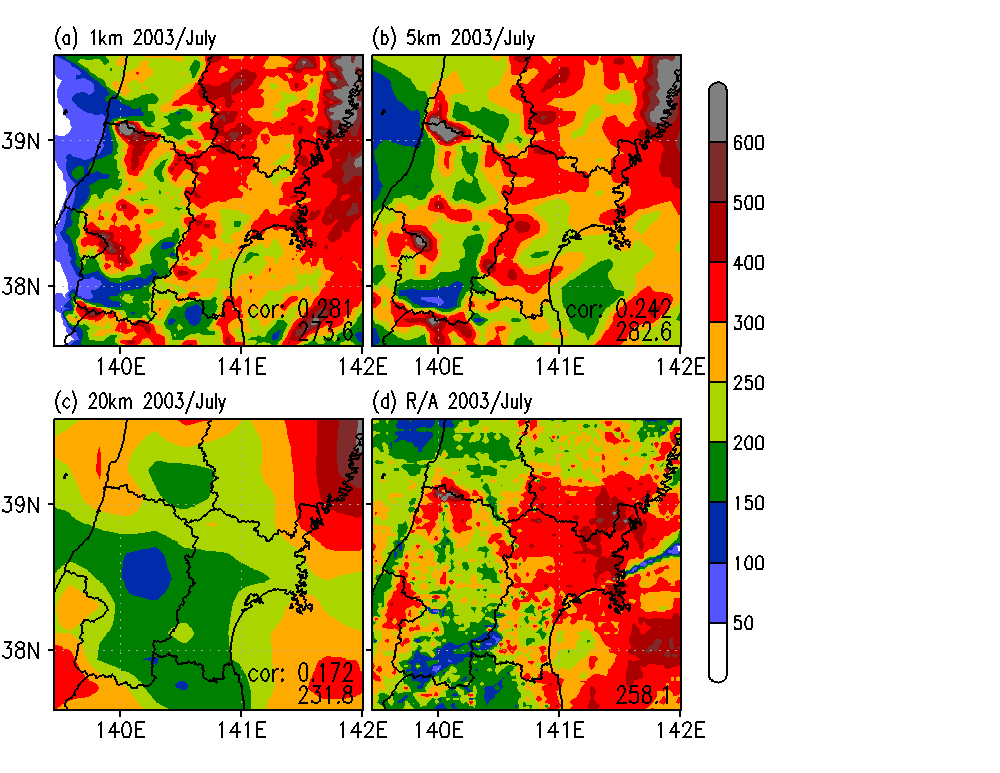 (a) 1km 2003/July
(b) 5km 2003/July
39N
38N
cor: 0.281
273.6
cor: 0.242
282.6
140E 141E 142E
140E 141E 142E
(c) 20km 2003/July
(d) R/A 2003/July
39N
38N
cor: 0.172
231.8
258.1
140E 141E 142E
140E 141E 142E
600
500
400
300
250
200
150
100
50